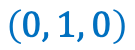 (0, 1, 0)